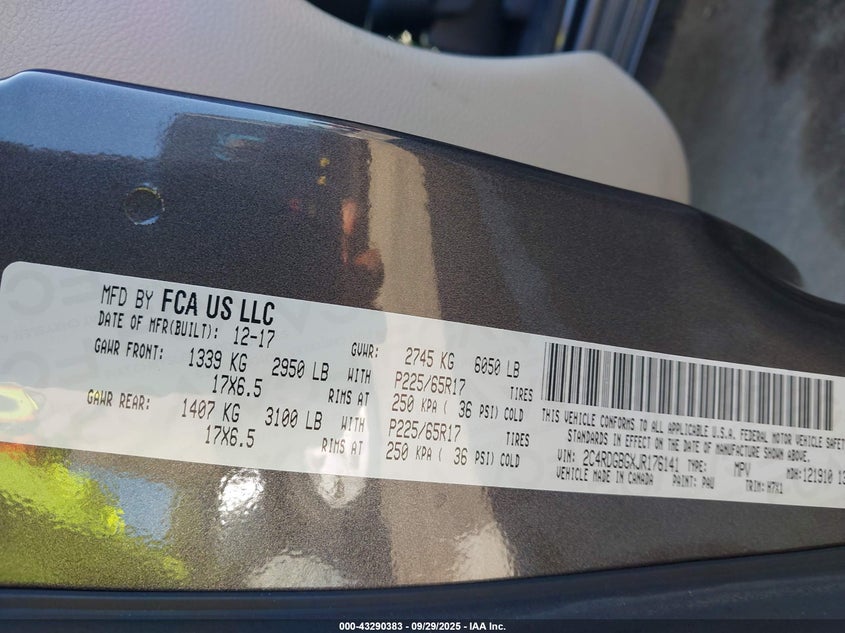 MFD BY FCA US LLC
DATE OF MFR(BUILT): 12-17
GVWR: 2745 KG 6050 LB
GAWR FRONT: 1339 KG 2950 LB WITH P225/65R17 TIRES
17X6.5 RIMS AT 250 KPA ( 36 PSI) COLD
GAWR REAR: 1407 KG 3100 LB WITH P225/65R17 TIRES
17X6.5 RIMS AT 250 KPA ( 36 PSI) COLD
THIS VEHICLE CONFORMS TO ALL APPLICABLE U.S.A. FEDERAL MOTOR VEHICLE SAFETY
STANDARDS IN EFFECT ON THE DATE OF MANUFACTURE SHOWN ABOVE.
VIN: 2C4RDGBGXJR176141 TYPE: MPV MDH:121910 13
VEHICLE MADE IN CANADA PAINT: PAU TRIM: H7X1
000-43290383 | 09/29/2025 - IAA Inc.